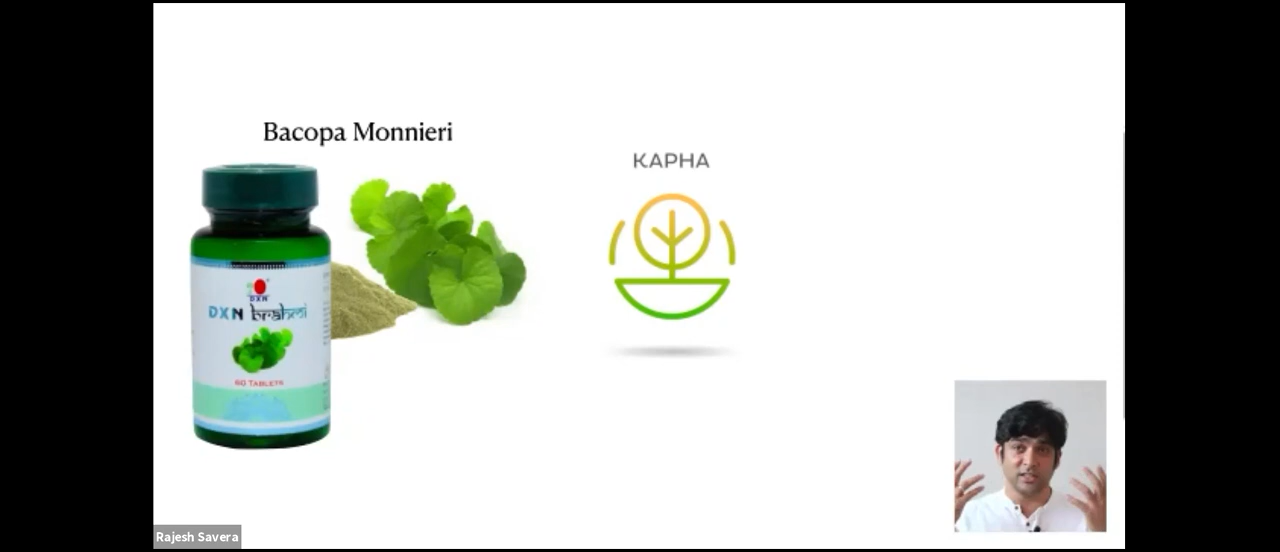 Bacopa Monnieri
KAPHA
DXN
DXN brahmi
60 TABLETS
Rajesh Savera